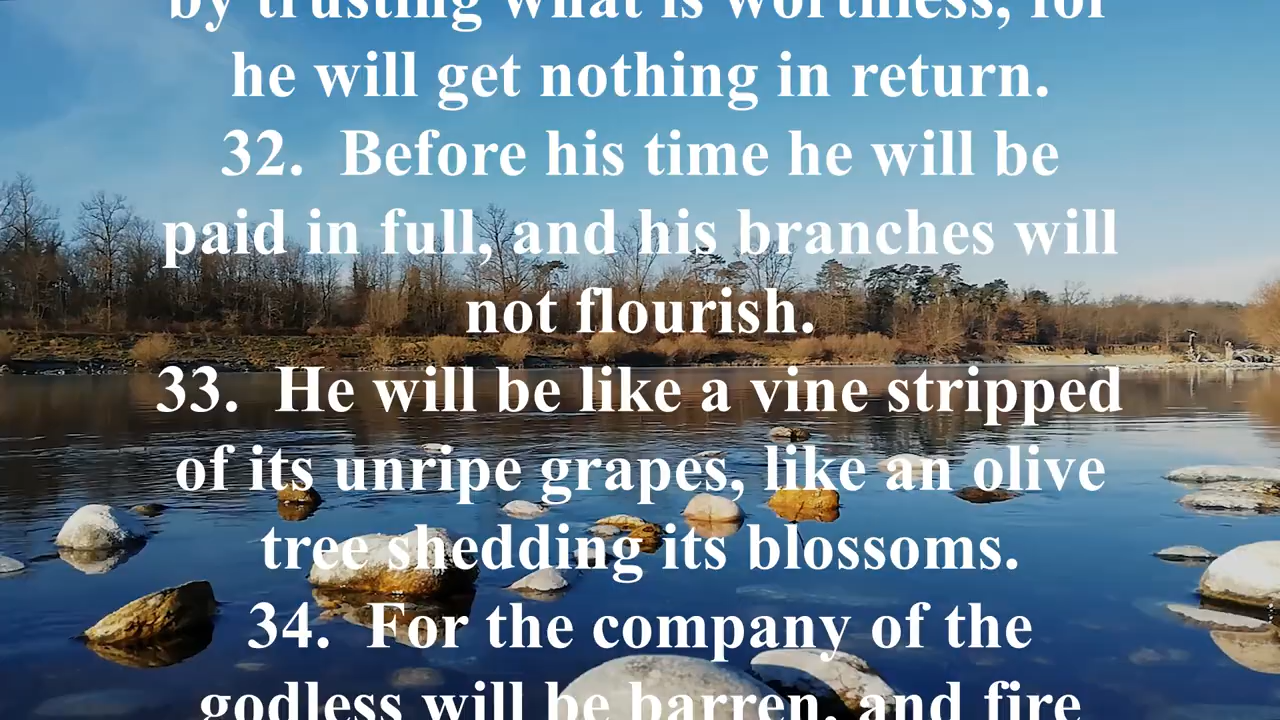 by trusting what is worthless, for
he will get nothing in return.
32. Before his time he will be
paid in full, and his branches will
not flourish.
33. He will be like a vine stripped
of its unripe grapes, like an olive
tree shedding its blossoms.
34. For the company of the
godless will be barren, and fire